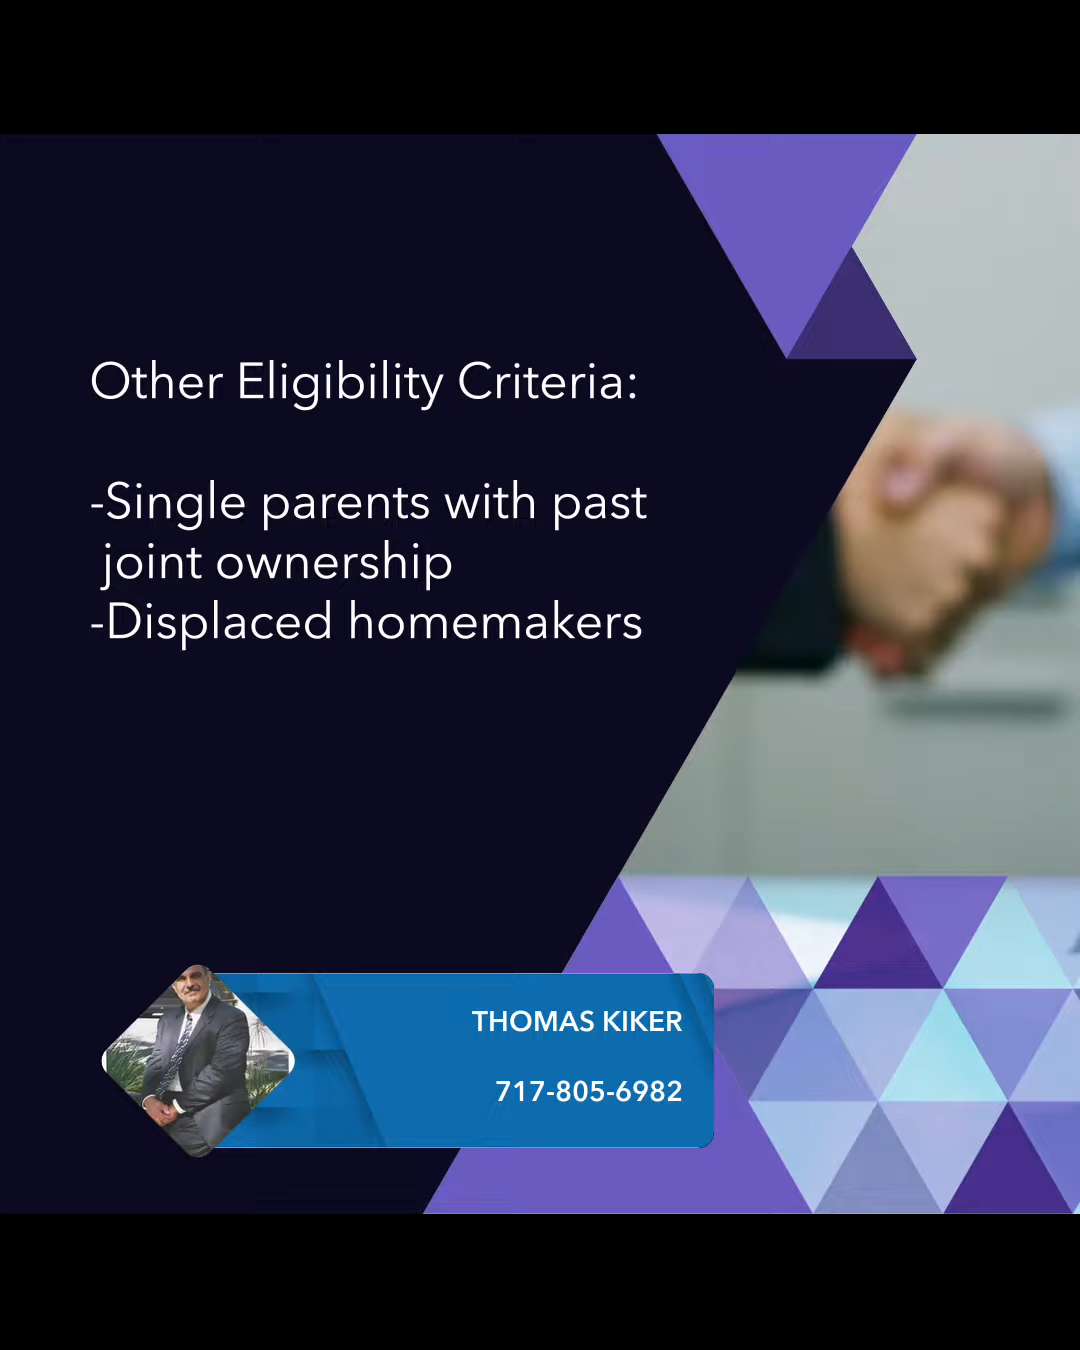 Other Eligibility Criteria:
-Single parents with past
joint ownership
-Displaced homemakers
THOMAS KIKER
717-805-6982